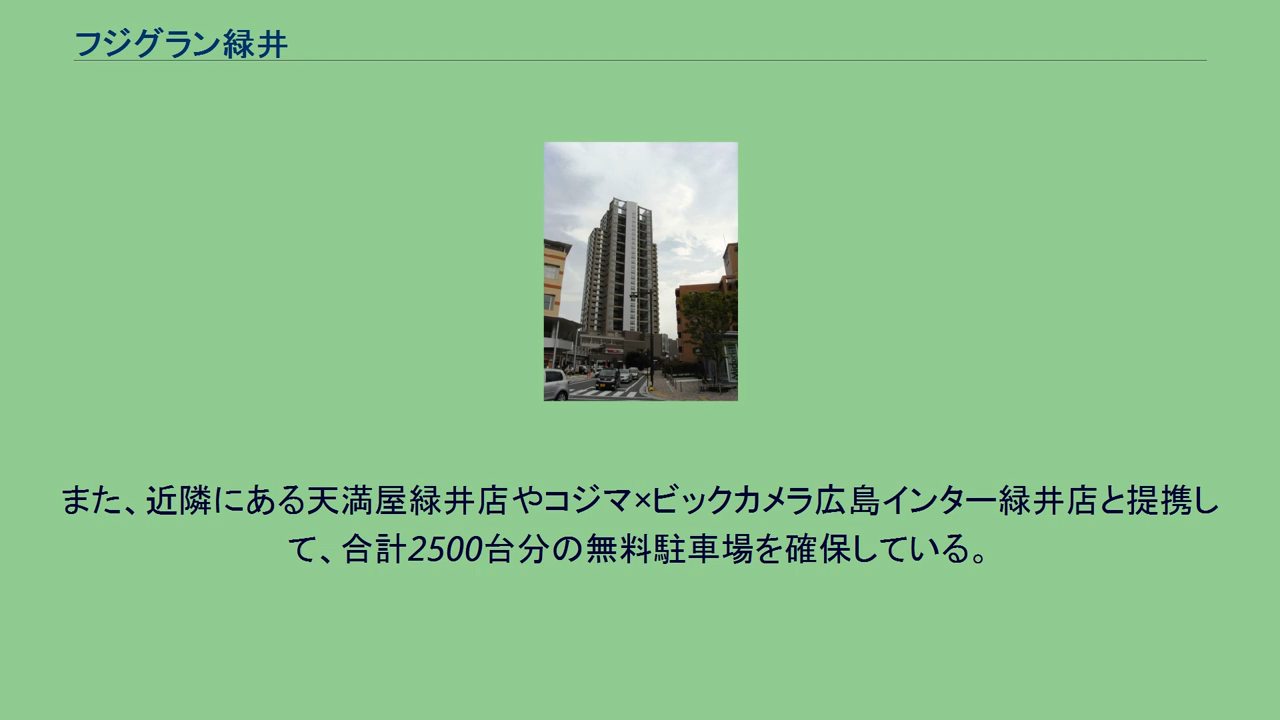 フジグラン緑井
また、近隣にある天満屋緑井店やコジマ×ビックカメラ広島インター緑井店と提携し
て、合計2500台分の無料駐車場を確保している。